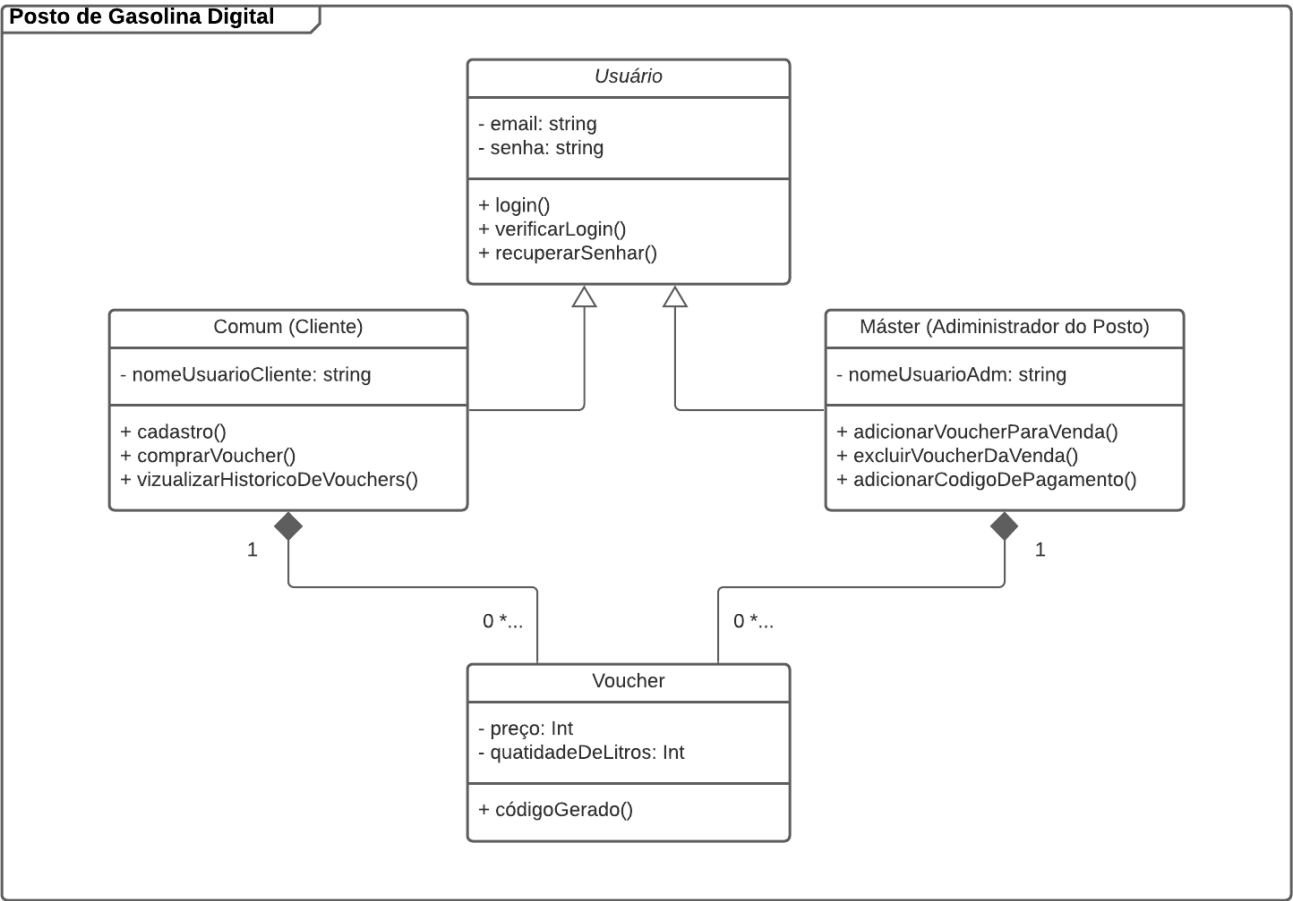 Posto de Gasolina Digital
Usuário
- email: string
- senha: string
+ login()
+ verificarLogin()
+ recuperarSenhar()
Comum (Cliente)
- nomeUsuarioCliente: string
+ cadastro()
+ comprarVoucher()
+ vizualizarHistoricoDeVouchers()
Máster (Adiministrador do Posto)
- nomeUsuarioAdm: string
+ adicionarVoucherParaVenda()
+ excluirVoucherDaVenda()
+ adicionarCodigoDePagamento()
1
1
0 *...
0 *...
Voucher
- preço: Int
- quatidadeDeLitros: Int
+ códigoGerado()